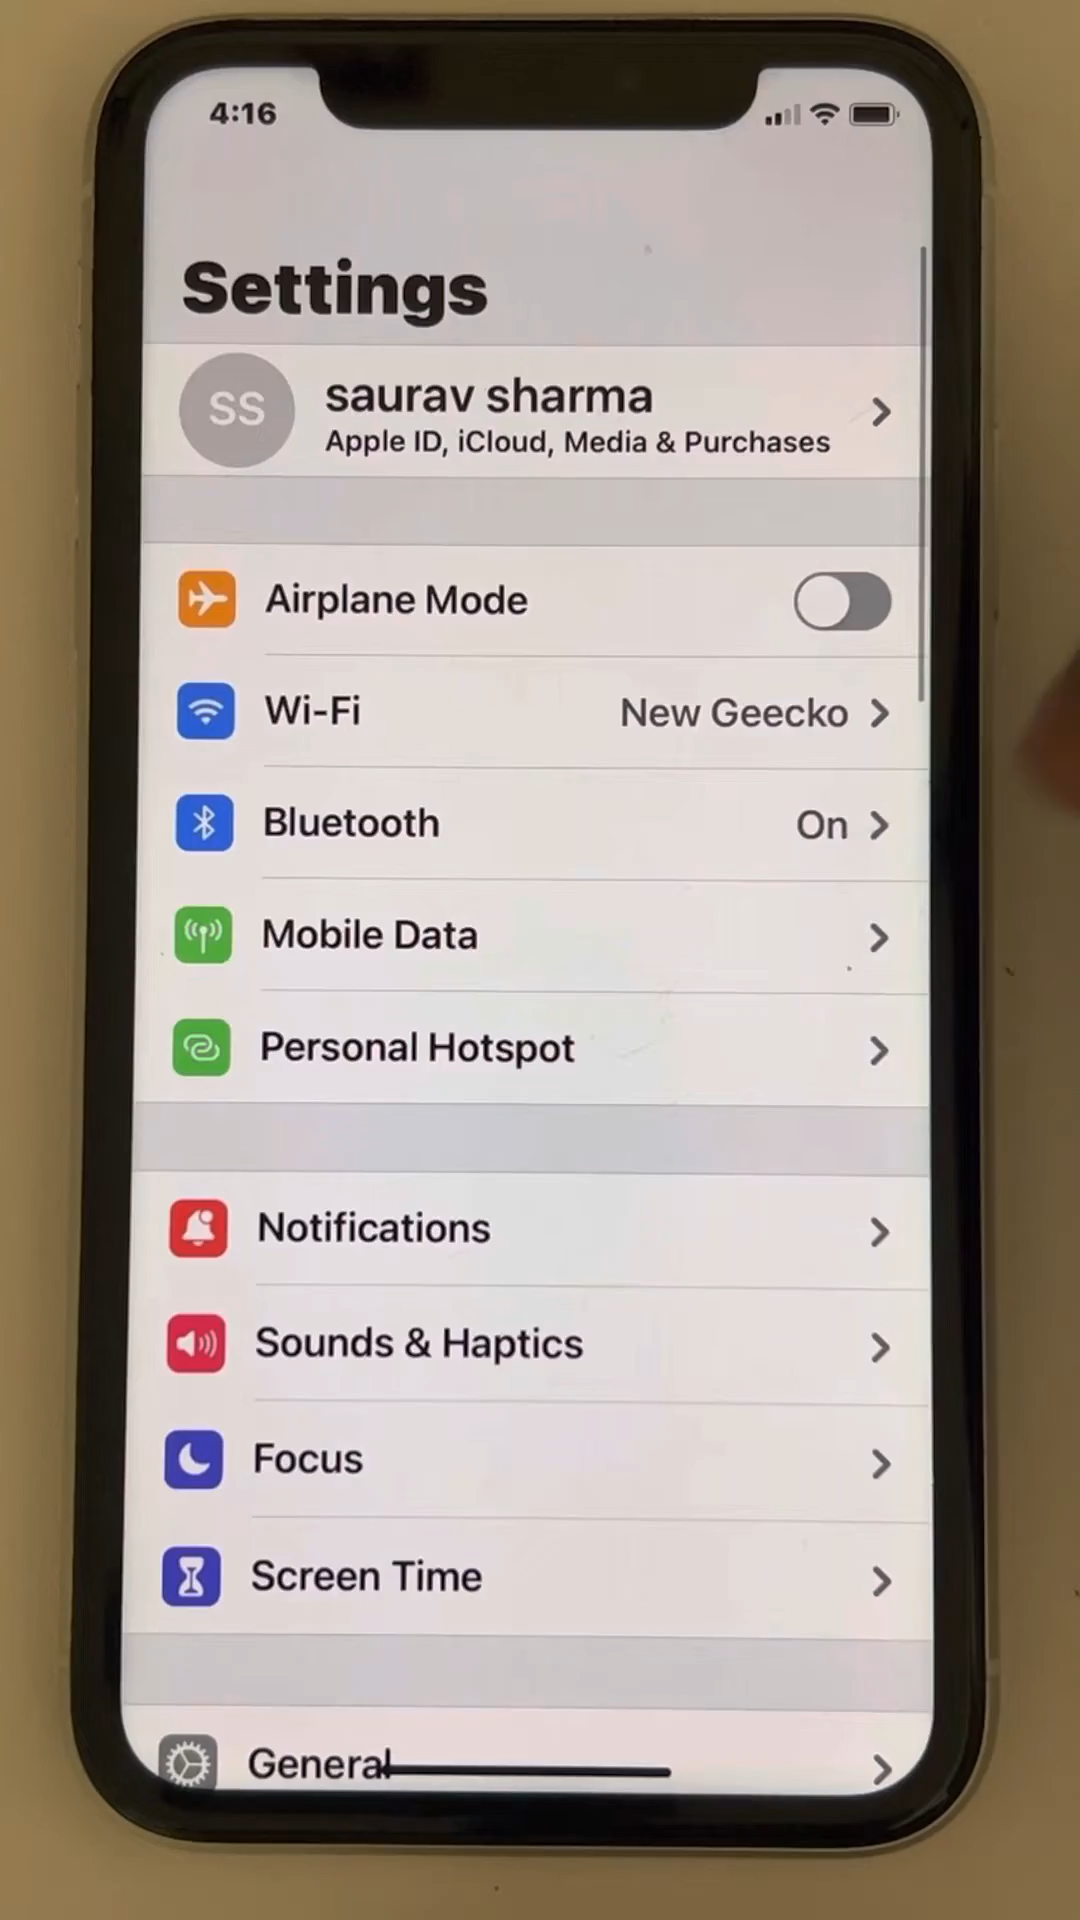 4:16
Settings
SS
saurav sharma
Apple ID, iCloud, Media & Purchases
Airplane Mode
Wi-Fi New Geecko
Bluetooth On
Mobile Data
Personal Hotspot
Notifications
Sounds & Haptics
Focus
Screen Time
General